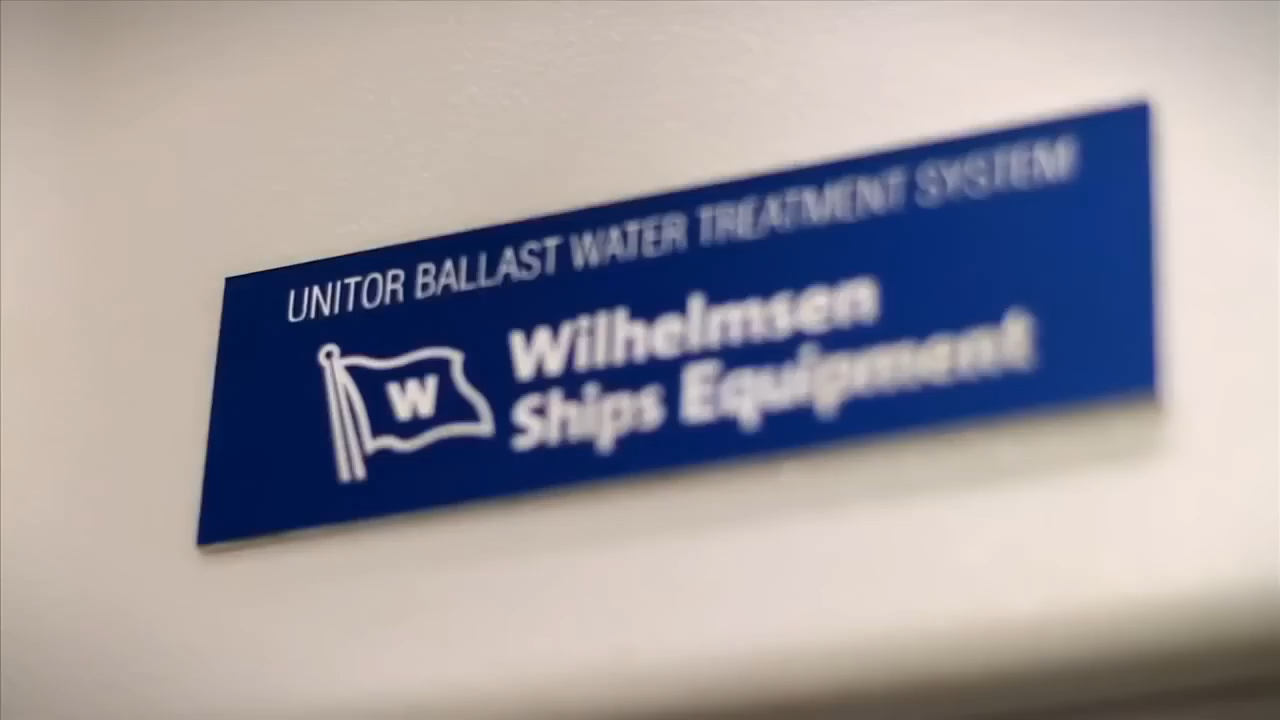 UNITOR BALLAST WATER TREATMENT SYSTEM
W
Wilhelmsen
Ships Equipment